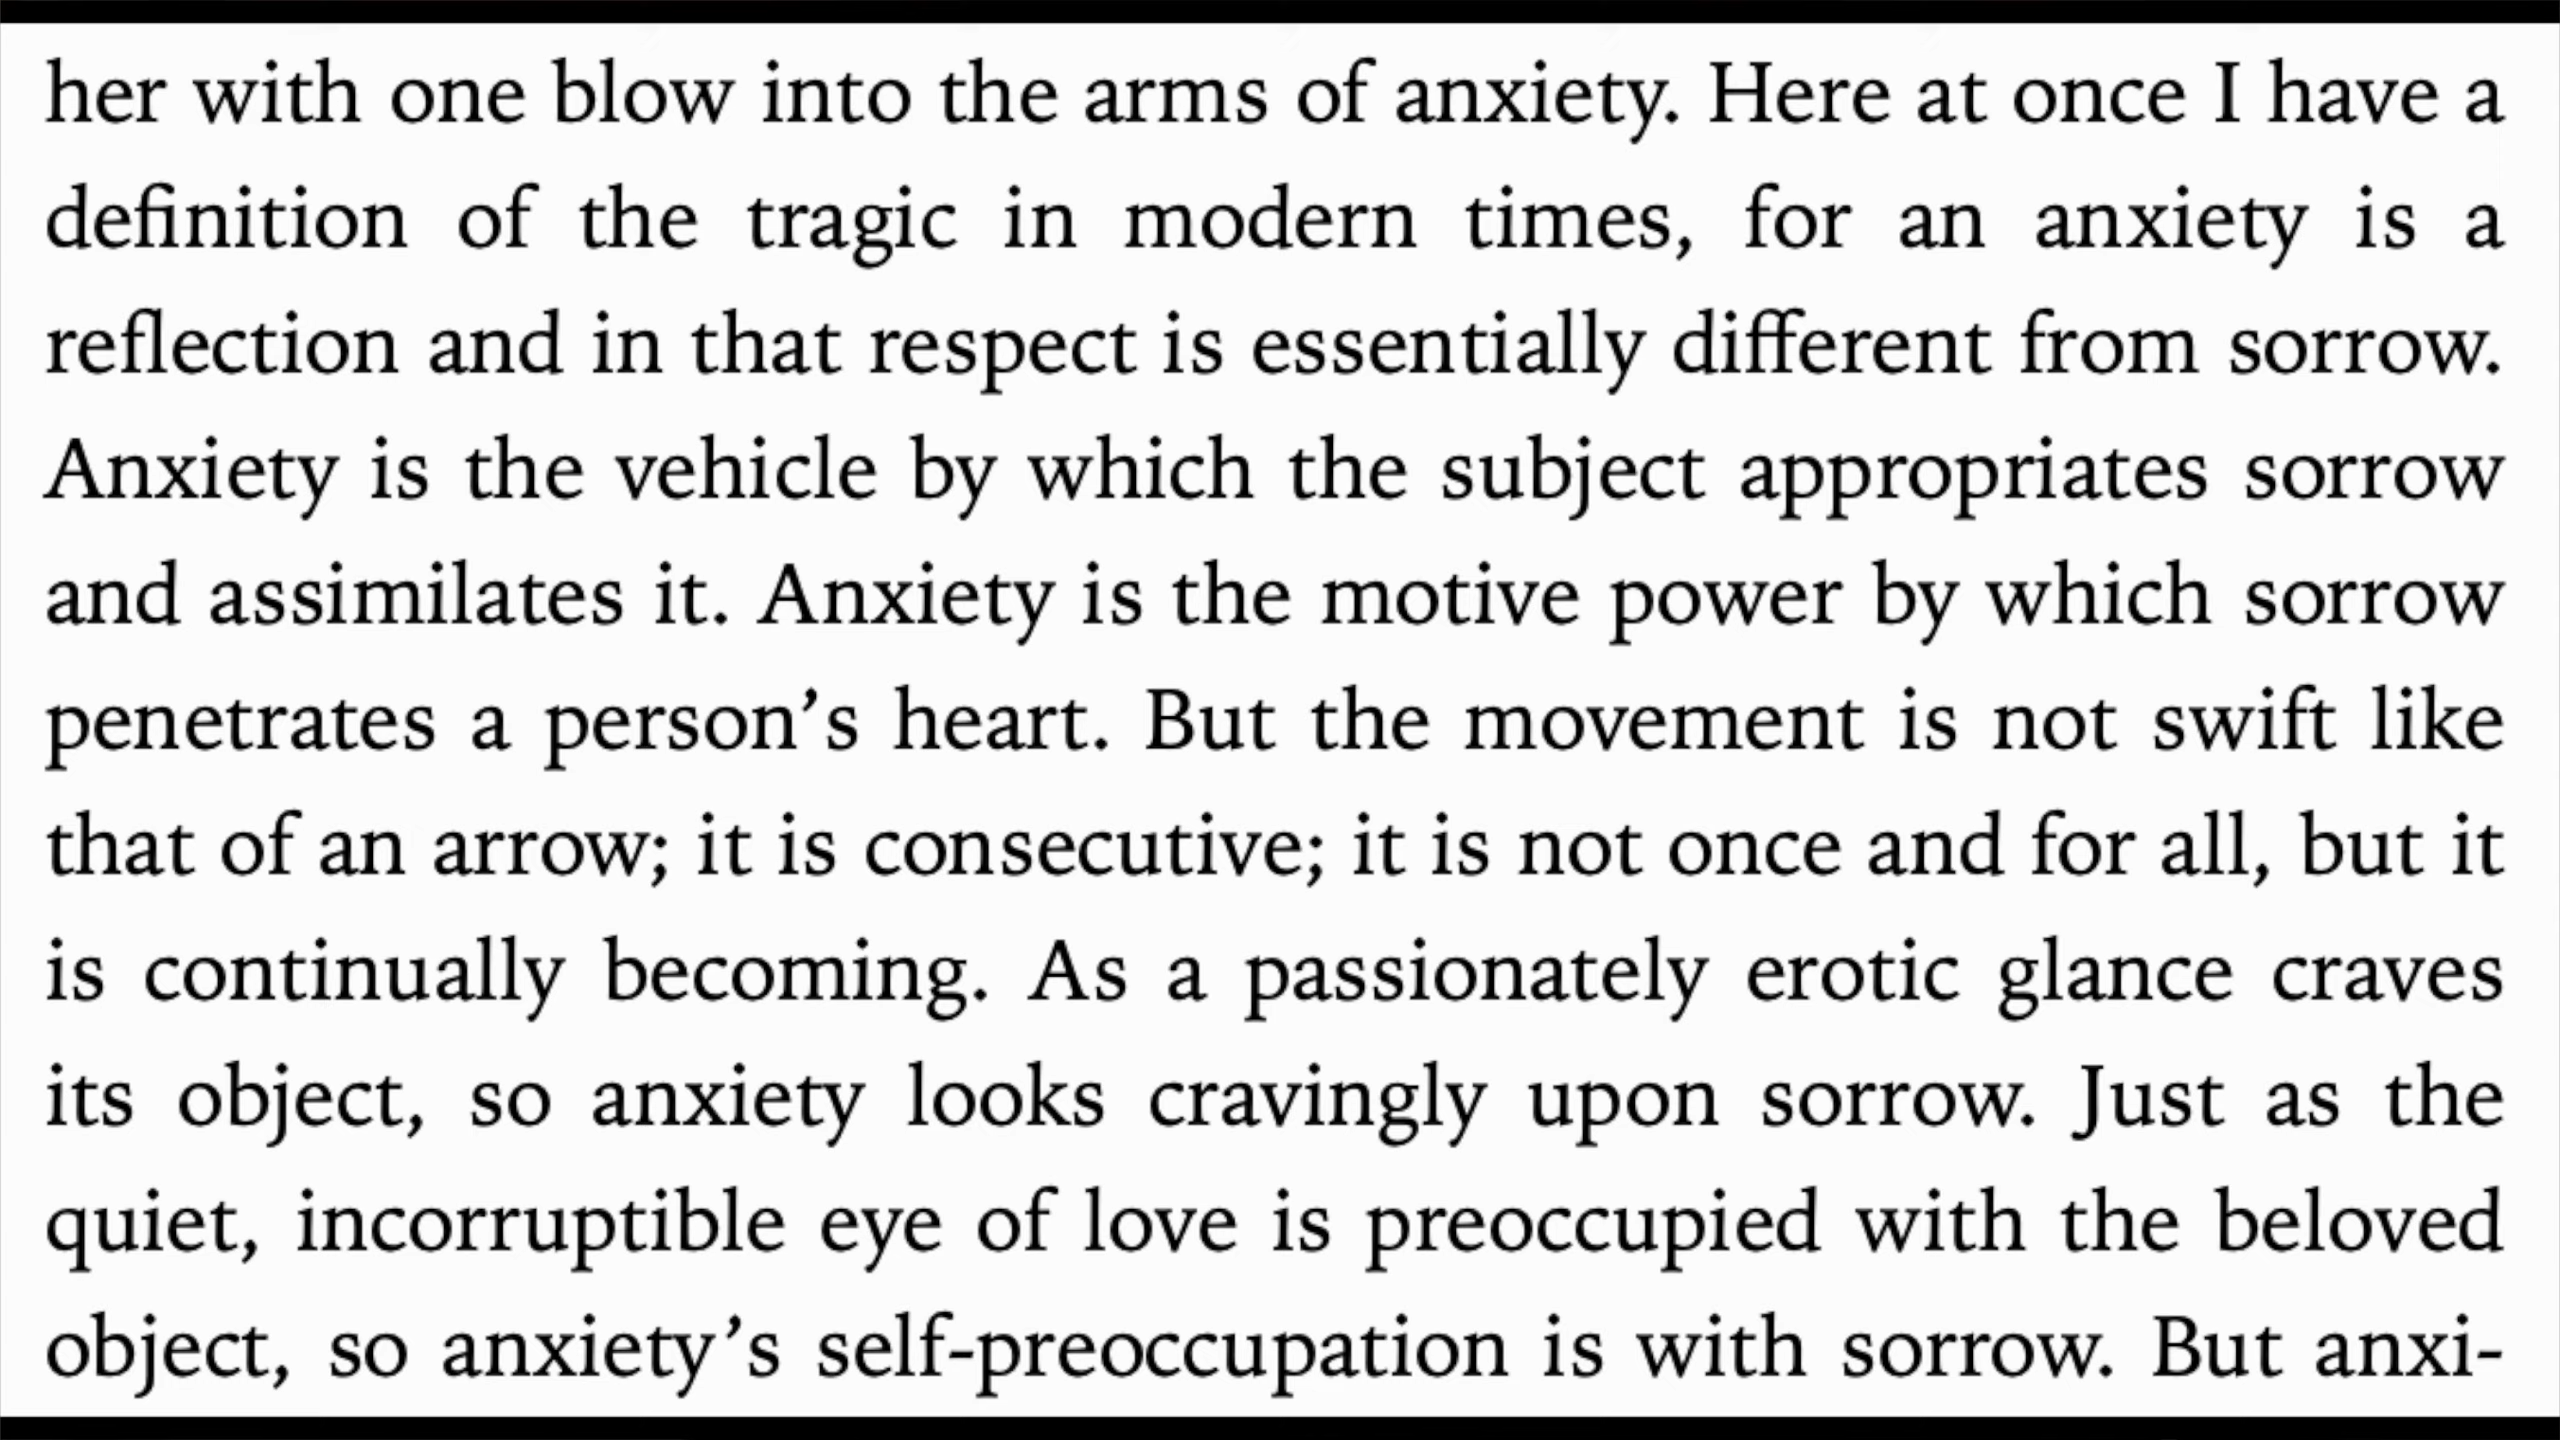 her with one blow into the arms of anxiety. Here at once I have a
definition of the tragic in modern times, for an anxiety is a
reflection and in that respect is essentially different from sorrow.
Anxiety is the vehicle by which the subject appropriates sorrow
and assimilates it. Anxiety is the motive power by which sorrow
penetrates a person’s heart. But the movement is not swift like
that of an arrow; it is consecutive; it is not once and for all, but it
is continually becoming. As a passionately erotic glance craves
its object, so anxiety looks cravingly upon sorrow. Just as the
quiet, incorruptible eye of love is preoccupied with the beloved
object, so anxiety’s self-preoccupation is with sorrow. But anxi-